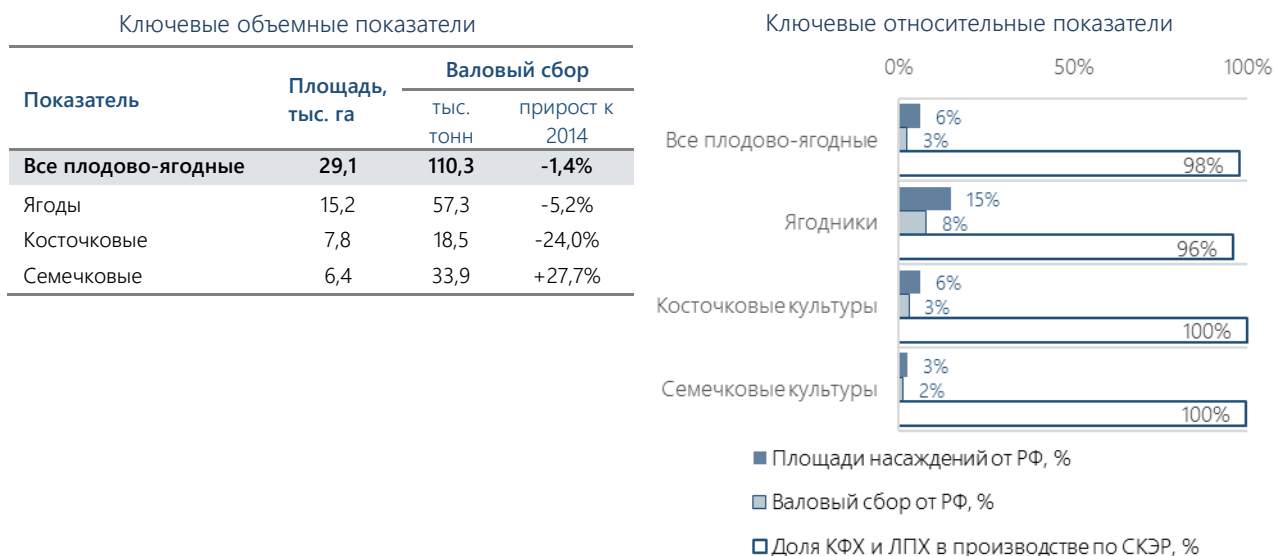 Ключевые объемные показатели
Показатель
Площадь,
тыс. га
Валовый сбор
тыс.
тонн
прирост к
2014
Все плодово-ягодные 29,1 110,3 -1,4%
Ягоды 15,2 57,3 -5,2%
Косточковые 7,8 18,5 -24,0%
Семечковые 6,4 33,9 +27,7%
Ключевые относительные показатели
0% 50% 100%
Все плодово-ягодные
6%
3%
98%
Ягодники
15%
8%
96%
Косточковые культуры
6%
3%
100%
Семечковые культуры
3%
2%
100%
Площади насаждений от РФ, %
Валовый сбор от РФ, %
Доля КФХ и ЛПХ в производстве по СКЭР, %